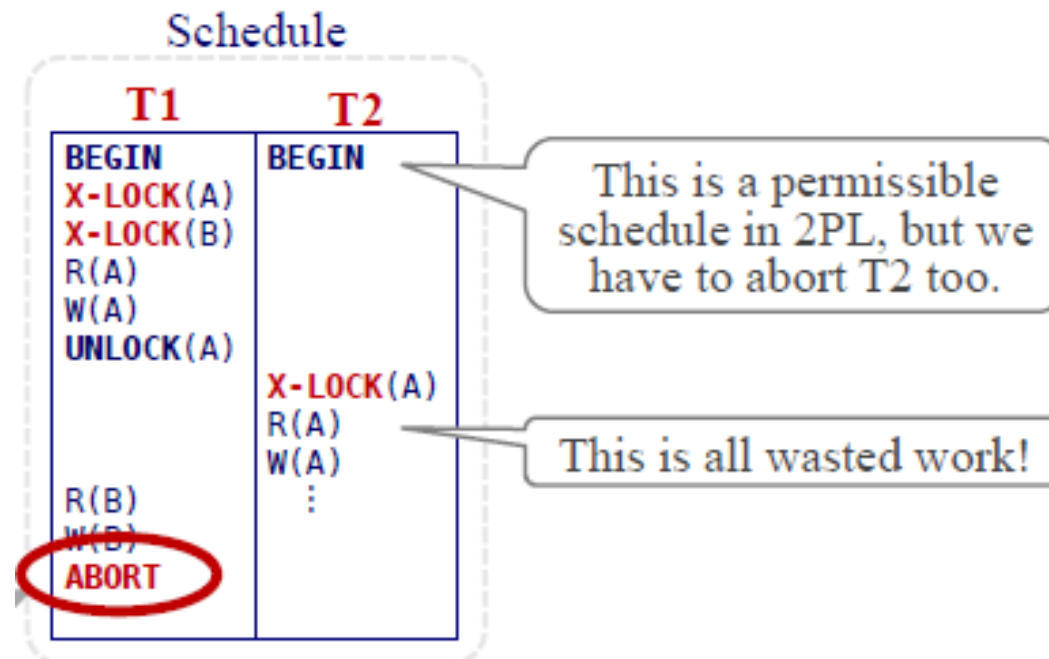 Schedule
T1 T2
BEGIN BEGIN
X-LOCK(A)
X-LOCK(B)
R(A)
W(A)
UNLOCK(A)
X-LOCK(A)
R(A)
W(A)
R(B) ⋮
W(B)
ABORT
This is a permissible
schedule in 2PL, but we
have to abort T2 too.
This is all wasted work!